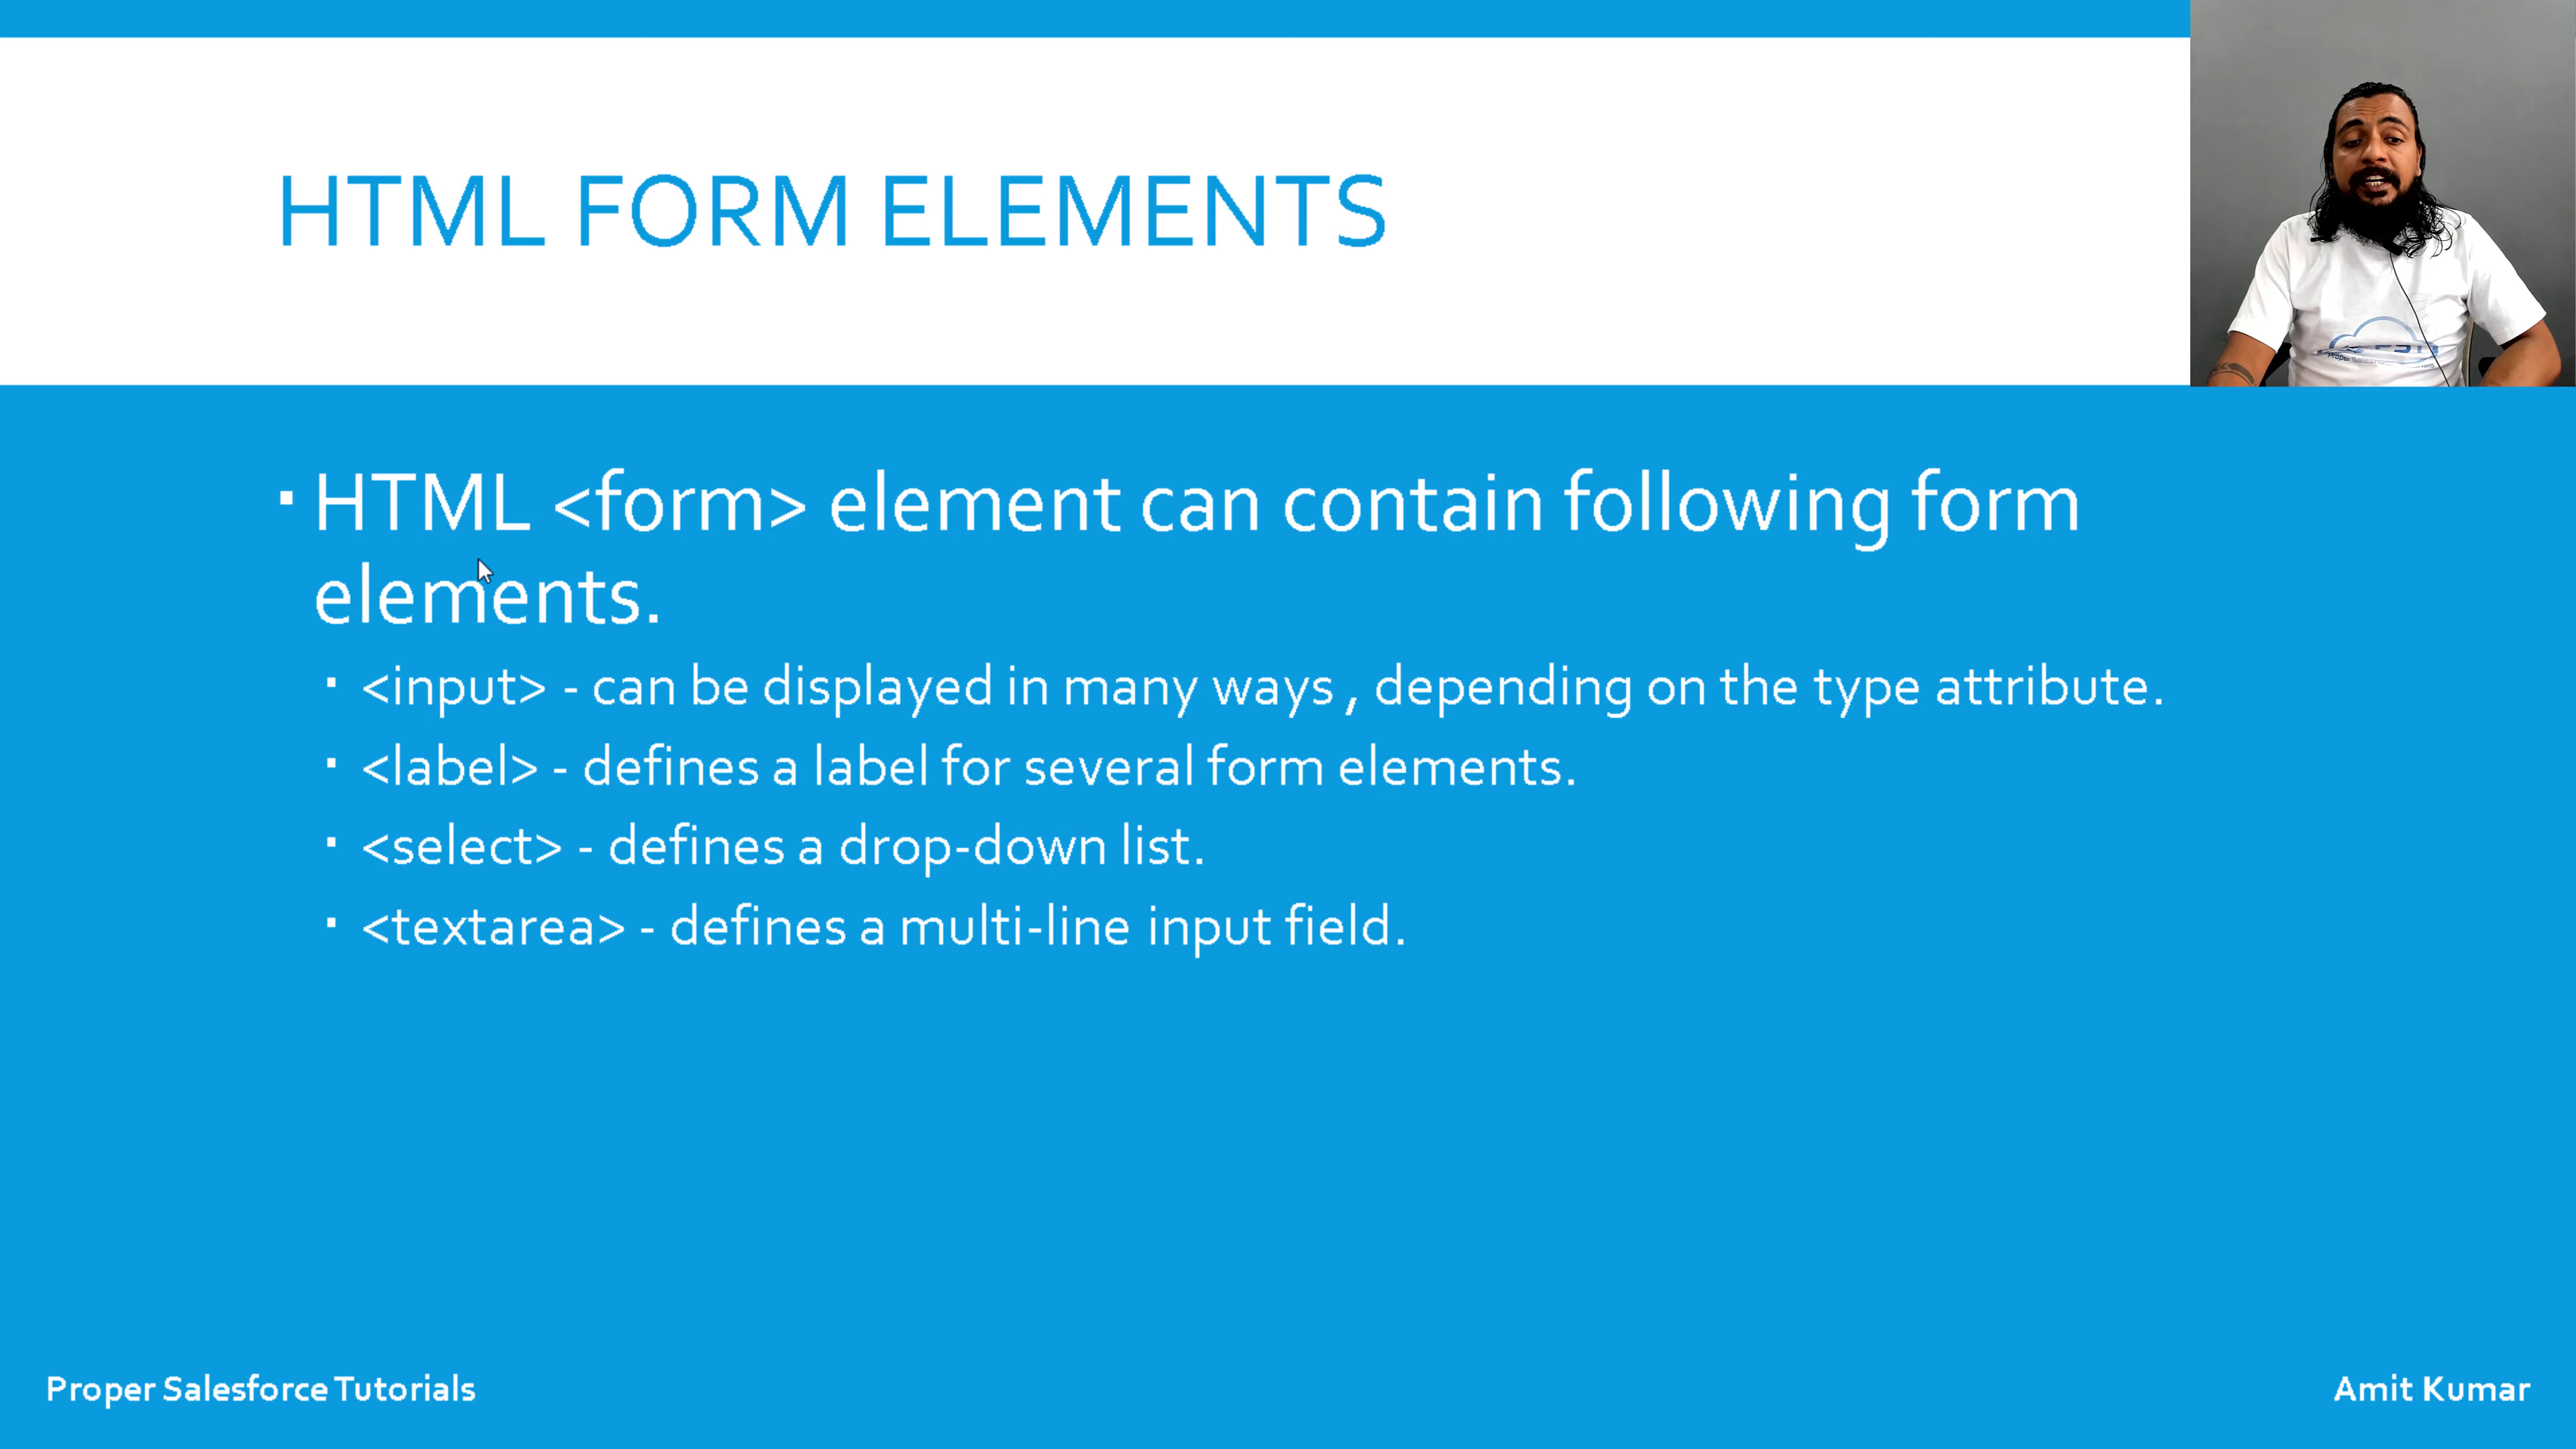 HTML FORM ELEMENTS
▪ HTML <form> element can contain following form
elements.
▪ <input> - can be displayed in many ways , depending on the type attribute.
▪ <label> - defines a label for several form elements.
▪ <select> - defines a drop-down list.
▪ <textarea> - defines a multi-line input field.
Proper Salesforce Tutorials
Amit Kumar